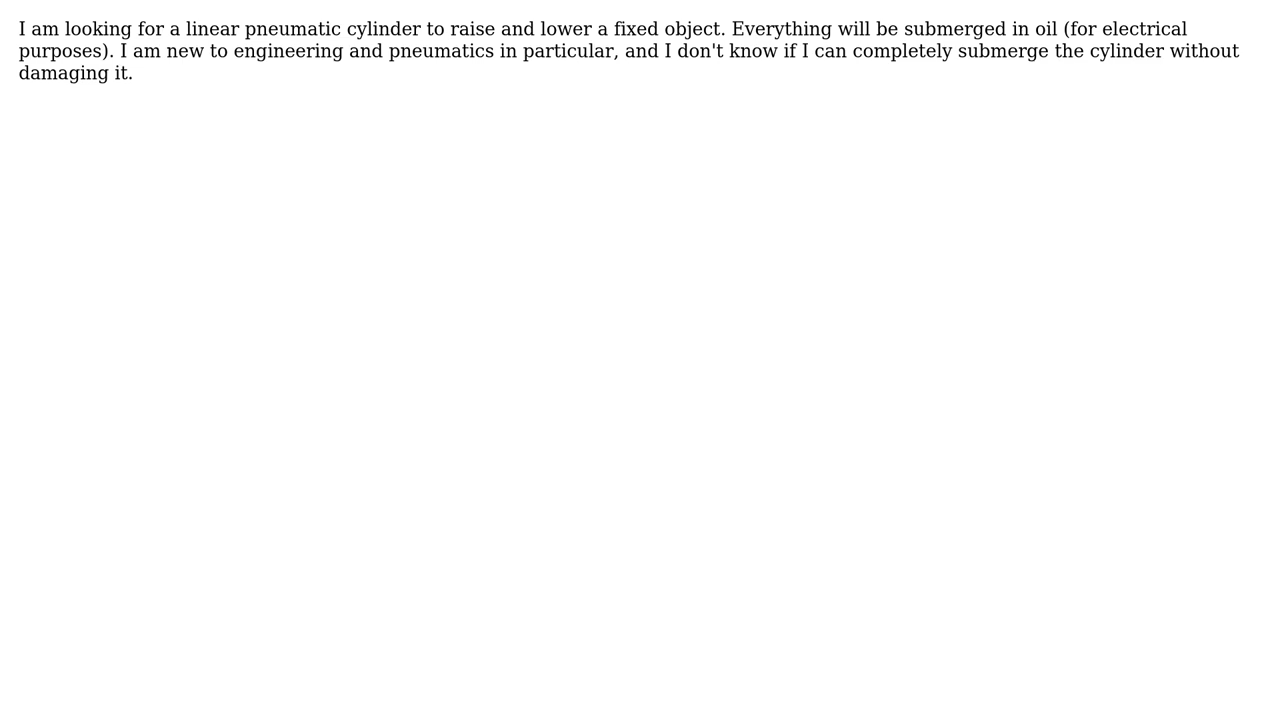 I am looking for a linear pneumatic cylinder to raise and lower a fixed object. Everything will be submerged in oil (for electrical
purposes). I am new to engineering and pneumatics in particular, and I don't know if I can completely submerge the cylinder without
damaging it.